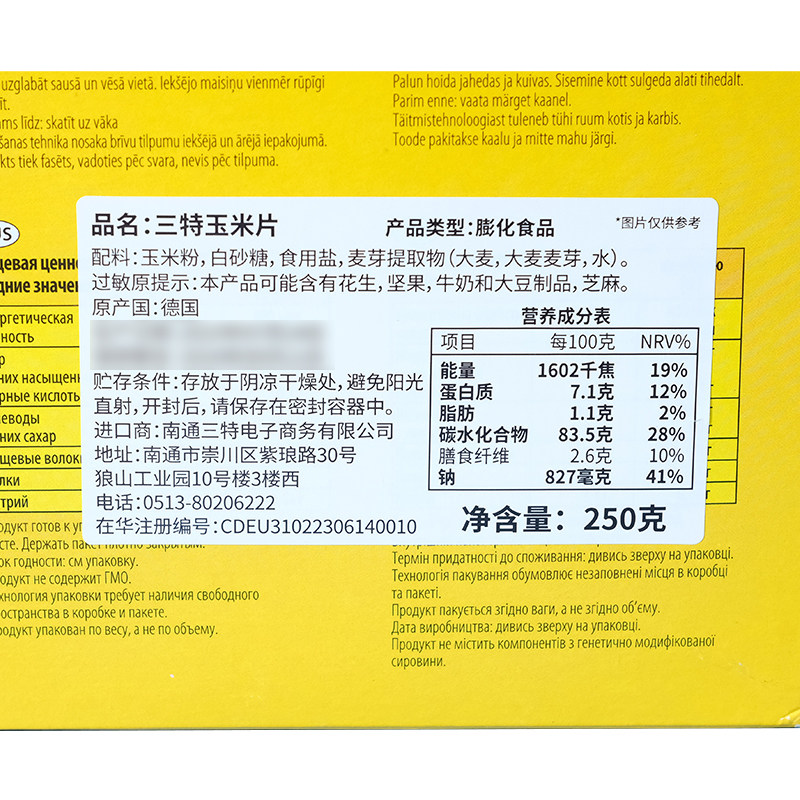 uzglabāt sausā un vēsā vietā. Iekšējo maisiņu vienmēr rūpīgi
līdz: skatīt uz vāka
tehnika nosaka brīvu tilpumu iekšējā un ārējā iepakojumā.
tiek fasēts, vadoties pēc svara, nevis pēc tilpuma.
Palun hoida jahedas ja kuivas. Sisemine kott sulgeda alati tihedalt.
Parim enne: vaata märget kaanel.
Täitmistehnoloogiast tuleneb tühi ruum kotis ja karbis.
Toode pakitakse kaalu ja mitte mahu järgi.
品名:三特玉米片
产品类型:膨化食品
*图片仅供参考
配料:玉米粉,白砂糖,食用盐,麦芽提取物(大麦,大麦麦芽,水)。
过敏原提示:本产品可能含有花生,坚果,牛奶和大豆制品,芝麻。
原产国:德国
贮存条件:存放于阴凉干燥处,避免阳光
直射,开封后,请保存在密封容器中。
进口商:南通三特电子商务有限公司
地址:南通市崇川区紫琅路30号
狼山工业园10号楼3楼西
电话:0513-80206222
在华注册编号:CDEU31022306140010
营养成分表
项目 每100克 NRV%
能量 1602千焦 19%
蛋白质 7.1克 12%
脂肪 1.1克 2%
碳水化合物 83.5克 28%
膳食纤维 2.6克 10%
钠 827毫克 41%
净含量:250克
сахар
готов к
Держать пакет плотно закрытым.
годности: см упаковку.
не содержит ГМО.
упаковки требует наличия свободного
в коробке и пакете.
упакован по весу, а не по объему.
Термін придатності до споживання: дивись зверху на упаковці.
Технологія пакування обумовлює незаповнені місця в коробці
та пакеті.
Продукт пакується згідно ваги, а не згідно об'єму.
Дата виробництва: дивись зверху на упаковці.
Продукт не містить компонентів з генетично модифікованої
сировини.